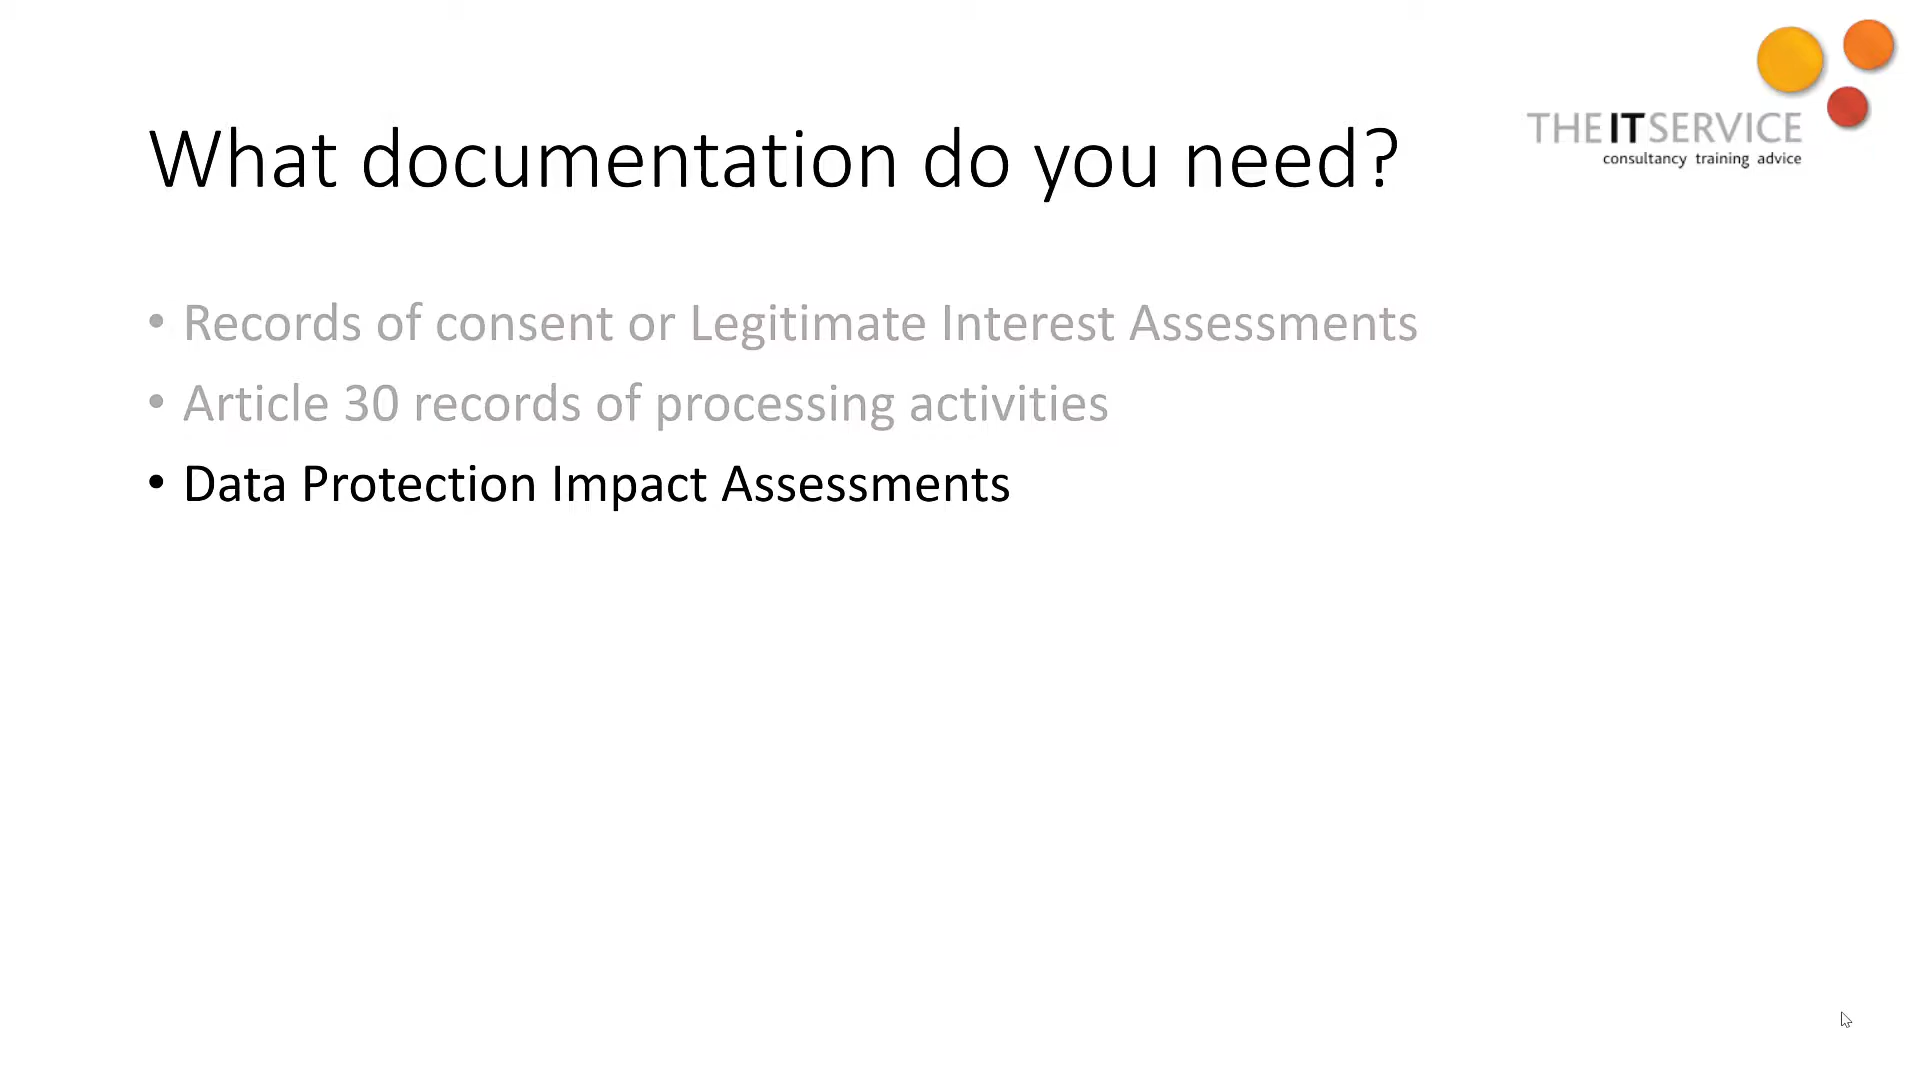 THE IT SERVICE
consultancy training advice
What documentation do you need?
• Records of consent or Legitimate Interest Assessments
• Article 30 records of processing activities
• Data Protection Impact Assessments